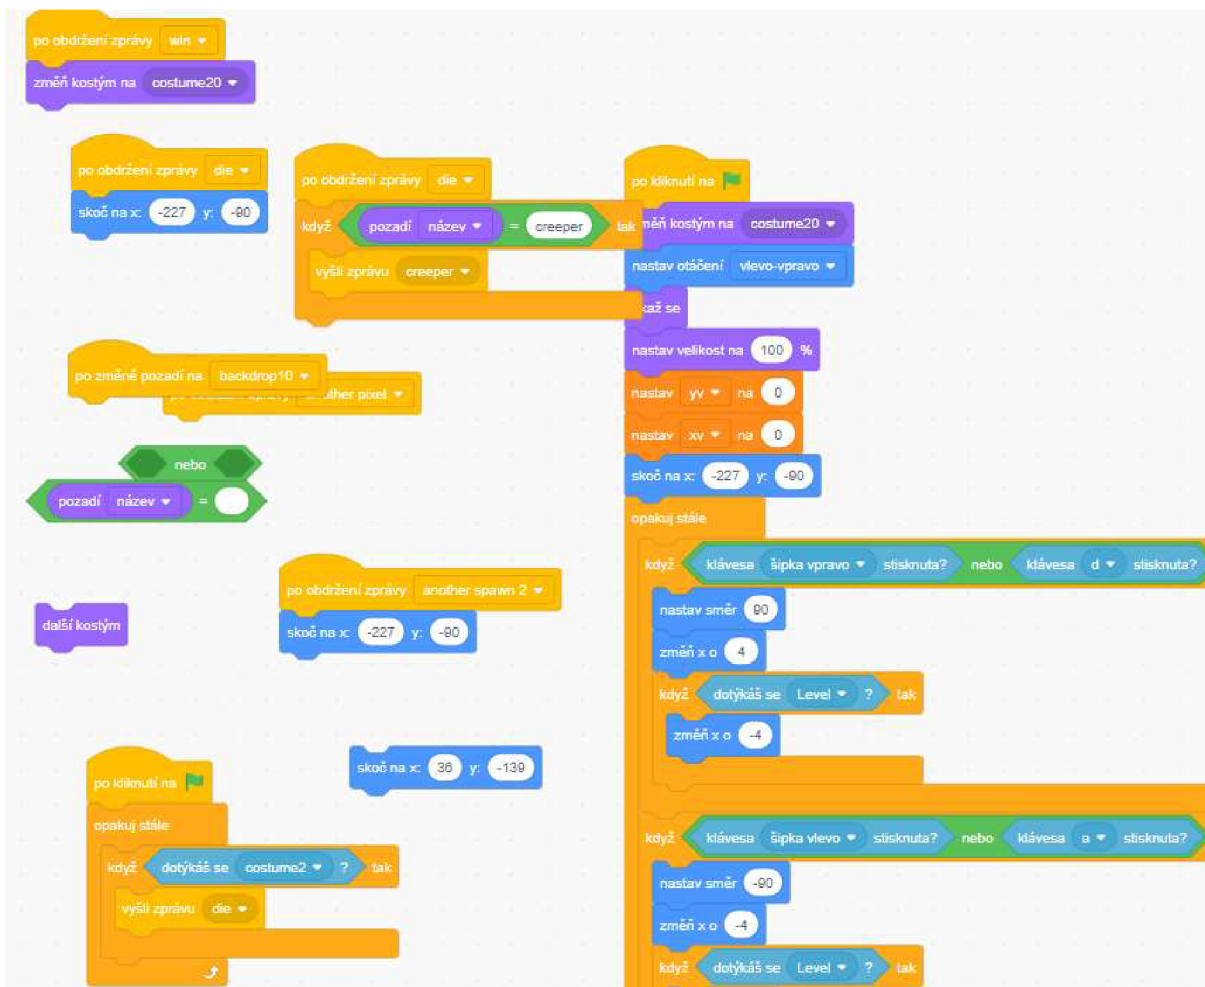 po obdržení zprávy win
změň kostým na costume20
po obdržení zprávy die
skoč na x: -227 y: -90
po obdržení zprávy die
když pozadí název = creeper tak
vyšli zprávu creeper
po změně pozadí na backdrop10
another pixel
nebo
pozadí název =
po obdržení zprávy another spawn 2
skoč na x: -227 y: -90
další kostým
skoč na x: 36 y: -139
po kliknutí na
opakuj stále
když dotýkáš se costume2 ? tak
vyšli zprávu die
po kliknutí na
měň kostým na costume20
nastav otáčení vlevo-vpravo
kaž se
nastav velikost na 100 %
nastav yv na 0
nastav xv na 0
skoč na x: -227 y: -90
opakuj stále
když klávesa šipka vpravo stisknuta? nebo klávesa d stisknuta?
nastav směr 90
změň x o 4
když dotýkáš se Level ? tak
změň x o -4
když klávesa šipka vlevo stisknuta? nebo klávesa a stisknuta?
nastav směr -90
změň x o -4
když dotýkáš se Level ? tak